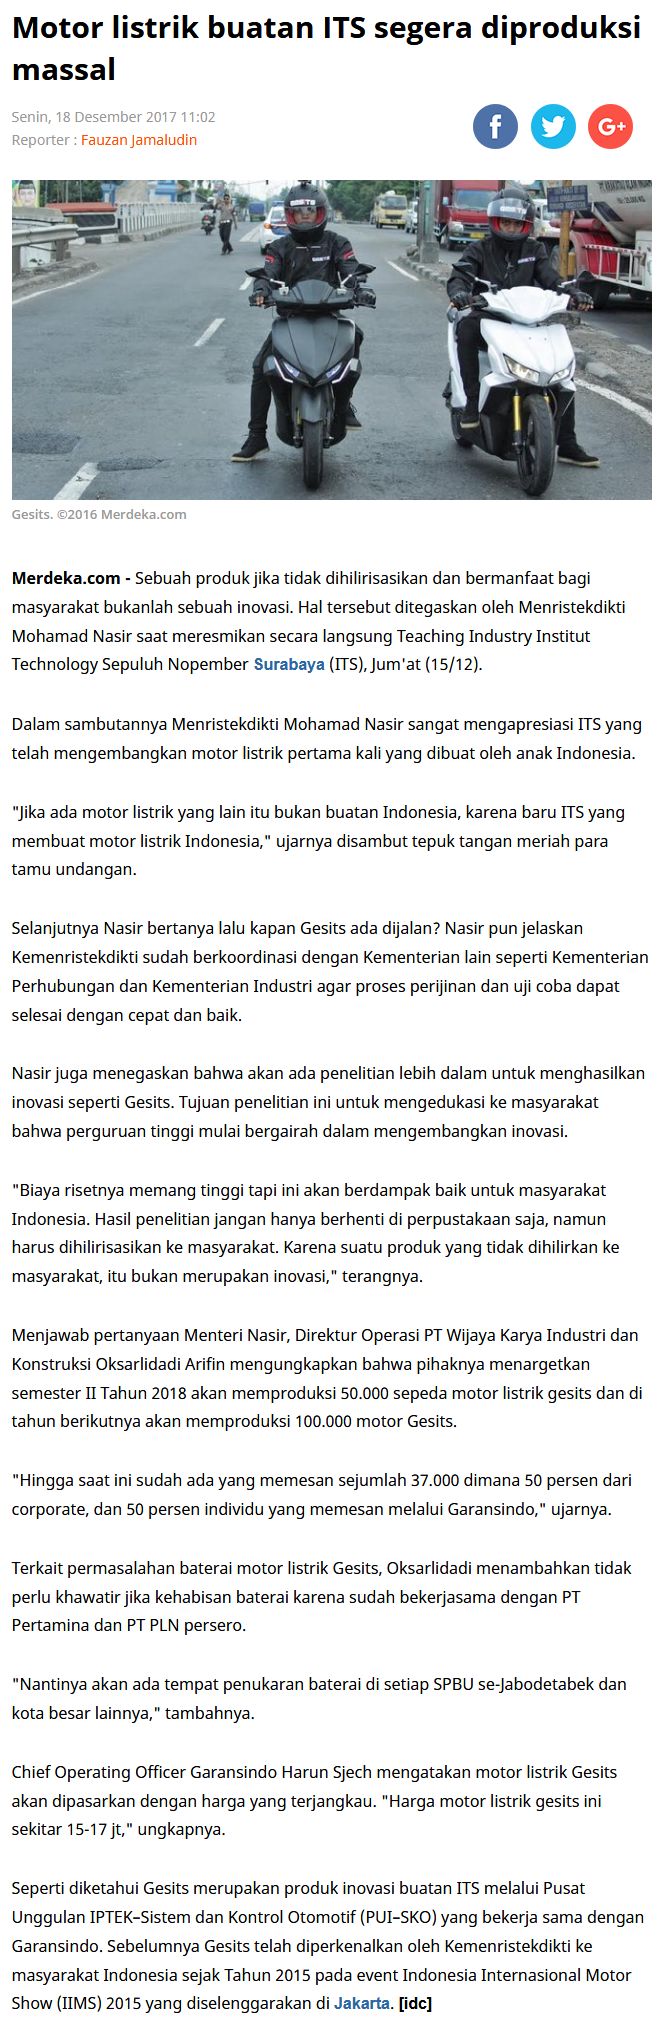 Motor listrik buatan ITS segera diproduksi
massal
Senin, 18 Desember 2017 11:02
Reporter : Fauzan Jamaludin
Gesits. ©2016 Merdeka.com
Merdeka.com - Sebuah produk jika tidak dihilirisasikan dan bermanfaat bagi
masyarakat bukanlah sebuah inovasi. Hal tersebut ditegaskan oleh Menristekdikti
Mohamad Nasir saat meresmikan secara langsung Teaching Industry Institut
Technology Sepuluh Nopember Surabaya (ITS), Jum'at (15/12).
Dalam sambutannya Menristekdikti Mohamad Nasir sangat mengapresiasi ITS yang
telah mengembangkan motor listrik pertama kali yang dibuat oleh anak Indonesia.
"Jika ada motor listrik yang lain itu bukan buatan Indonesia, karena baru ITS yang
membuat motor listrik Indonesia," ujarnya disambut tepuk tangan meriah para
tamu undangan.
Selanjutnya Nasir bertanya lalu kapan Gesits ada dijalan? Nasir pun jelaskan
Kemenristekdikti sudah berkoordinasi dengan Kementerian lain seperti Kementerian
Perhubungan dan Kementerian Industri agar proses perijinan dan uji coba dapat
selesai dengan cepat dan baik.
Nasir juga menegaskan bahwa akan ada penelitian lebih dalam untuk menghasilkan
inovasi seperti Gesits. Tujuan penelitian ini untuk mengedukasi ke masyarakat
bahwa perguruan tinggi mulai bergairah dalam mengembangkan inovasi.
"Biaya risetnya memang tinggi tapi ini akan berdampak baik untuk masyarakat
Indonesia. Hasil penelitian jangan hanya berhenti di perpustakaan saja, namun
harus dihilirisasikan ke masyarakat. Karena suatu produk yang tidak dihilirkan ke
masyarakat, itu bukan merupakan inovasi," terangnya.
Menjawab pertanyaan Menteri Nasir, Direktur Operasi PT Wijaya Karya Industri dan
Konstruksi Oksarlidadi Arifin mengungkapkan bahwa pihaknya menargetkan
semester II Tahun 2018 akan memproduksi 50.000 sepeda motor listrik gesits dan di
tahun berikutnya akan memproduksi 100.000 motor Gesits.
"Hingga saat ini sudah ada yang memesan sejumlah 37.000 dimana 50 persen dari
corporate, dan 50 persen individu yang memesan melalui Garansindo," ujarnya.
Terkait permasalahan baterai motor listrik Gesits, Oksarlidadi menambahkan tidak
perlu khawatir jika kehabisan baterai karena sudah bekerjasama dengan PT
Pertamina dan PT PLN persero.
"Nantinya akan ada tempat penukaran baterai di setiap SPBU se-Jabodetabek dan
kota besar lainnya," tambahnya.
Chief Operating Officer Garansindo Harun Sjech mengatakan motor listrik Gesits
akan dipasarkan dengan harga yang terjangkau. "Harga motor listrik gesits ini
sekitar 15-17 jt," ungkapnya.
Seperti diketahui Gesits merupakan produk inovasi buatan ITS melalui Pusat
Unggulan IPTEK–Sistem dan Kontrol Otomotif (PUI–SKO) yang bekerja sama dengan
Garansindo. Sebelumnya Gesits telah diperkenalkan oleh Kemenristekdikti ke
masyarakat Indonesia sejak Tahun 2015 pada event Indonesia Internasional Motor
Show (IIMS) 2015 yang diselenggarakan di Jakarta. [idc]